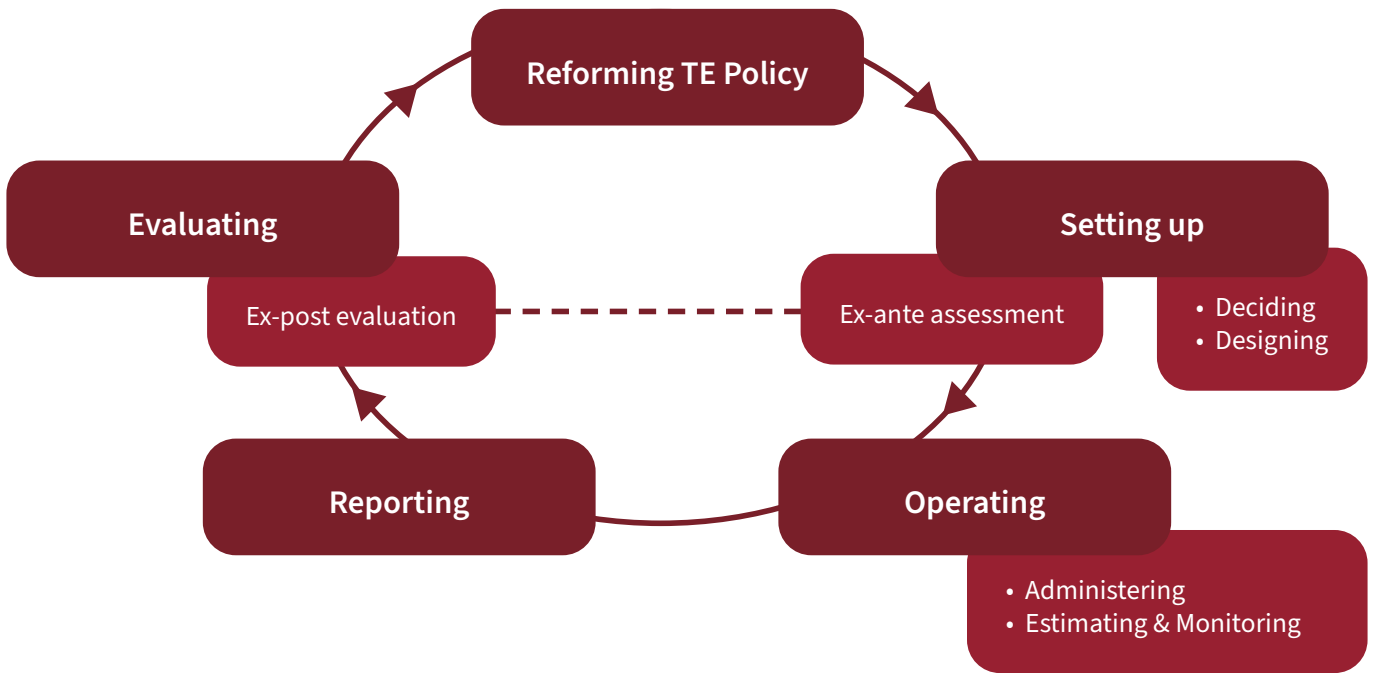 Reforming TE Policy
Evaluating
Setting up
Ex-post evaluation
Ex-ante assessment
• Deciding
• Designing
Reporting
Operating
• Administering
• Estimating & Monitoring